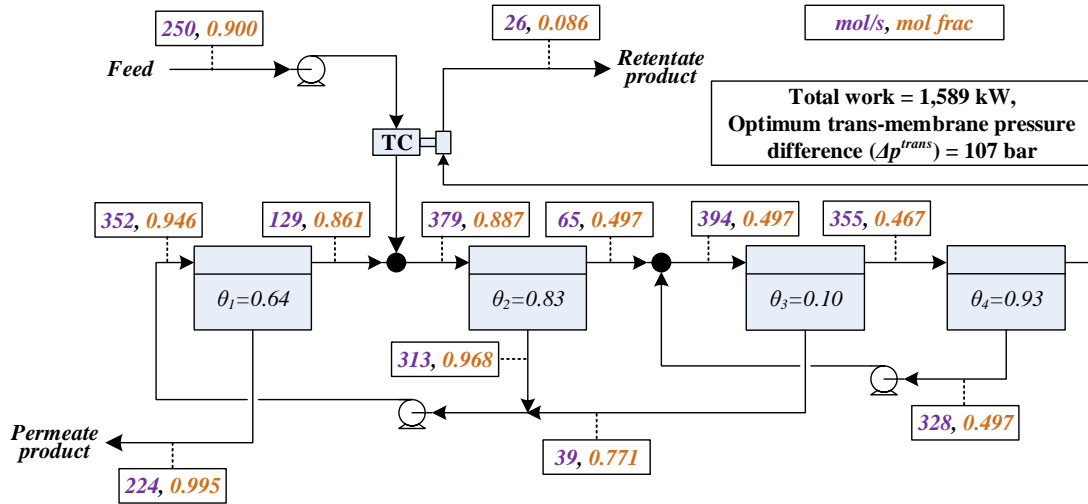 250, 0.900
26, 0.086
mol/s, mol frac
Feed
Retentate
product
Total work = 1,589 kW,
Optimum trans-membrane pressure
difference (Δp^trans) = 107 bar
TC
352, 0.946
129, 0.861
379, 0.887
65, 0.497
394, 0.497
355, 0.467
θ₁=0.64
θ₂=0.83
θ₃=0.10
θ₄=0.93
313, 0.968
328, 0.497
Permeate
product
39, 0.771
224, 0.995